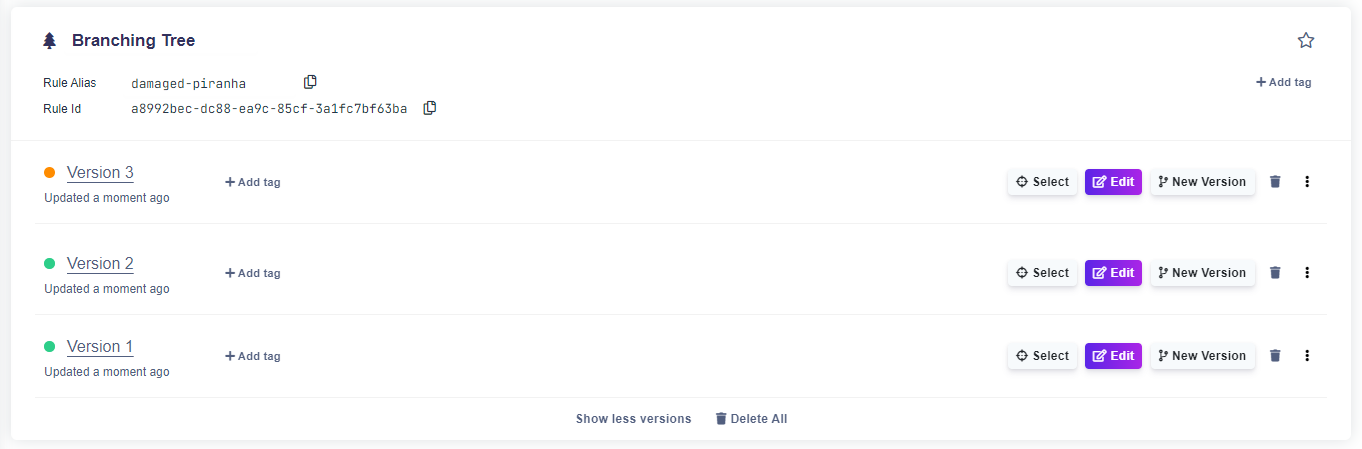 Branching Tree
Rule Alias damaged-piranha
Add tag
Rule Id a8992bec-dc88-ea9c-85cf-3a1fc7bf63ba
Version 3
Add tag
Select Edit New Version
Updated a moment ago
Version 2
Add tag
Select Edit New Version
Updated a moment ago
Version 1
Add tag
Select Edit New Version
Updated a moment ago
Show less versions Delete All